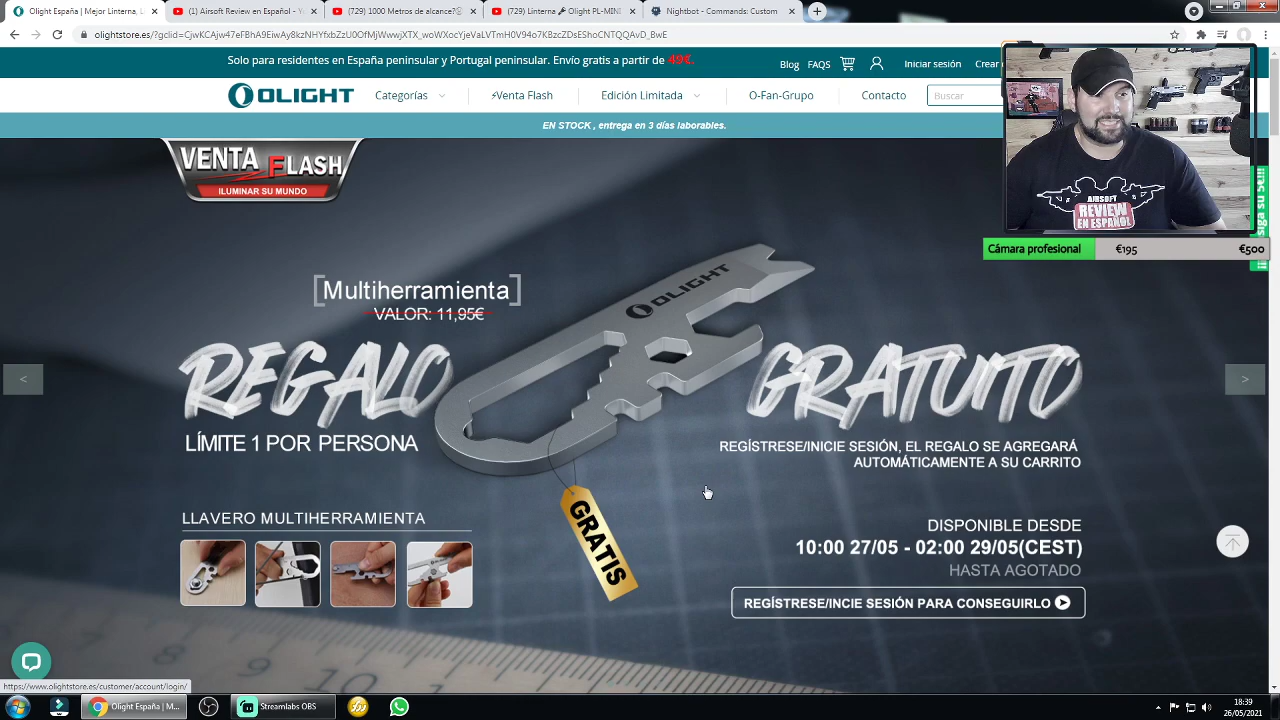 Olight España | Mejor Linterna, L
(1) Airsoft Review en Español - Y
(729) 1000 Metros de alcance?
(729) Linterna Olight PL-MINI
Nightbot - Commands: Custom
Solo para residentes en España peninsular y Portugal peninsular. Envío gratis a partir de 49€.
Blog FAQS Iniciar sesión Crear
OLIGHT Categorías ⚡Venta Flash Edición Limitada O-Fan-Grupo Contacto Buscar
EN STOCK , entrega en 3 días laborables.
VENTA FLASH
ILUMINAR SU MUNDO
AIRSOFT
REVIEW
EN ESPAÑOL
Cámara profesional €195 €500
OLIGHT
[Multiherramienta]
VALOR: 11,95€
REGALO
GRATUITO
< >
LÍMITE 1 POR PERSONA
REGÍSTRESE/INICIE SESIÓN, EL REGALO SE AGREGARÁ
AUTOMÁTICAMENTE A SU CARRITO
GRATIS
LLAVERO MULTIHERRAMIENTA
DISPONIBLE DESDE
10:00 27/05 - 02:00 29/05(CEST)
HASTA AGOTADO
REGÍSTRESE/INCIE SESIÓN PARA CONSEGUIRLO
8 9 10
https://www.olightstore.es/customer/account/login/
Olight España | M...
Streamlabs OBS
18:39
26/05/2021